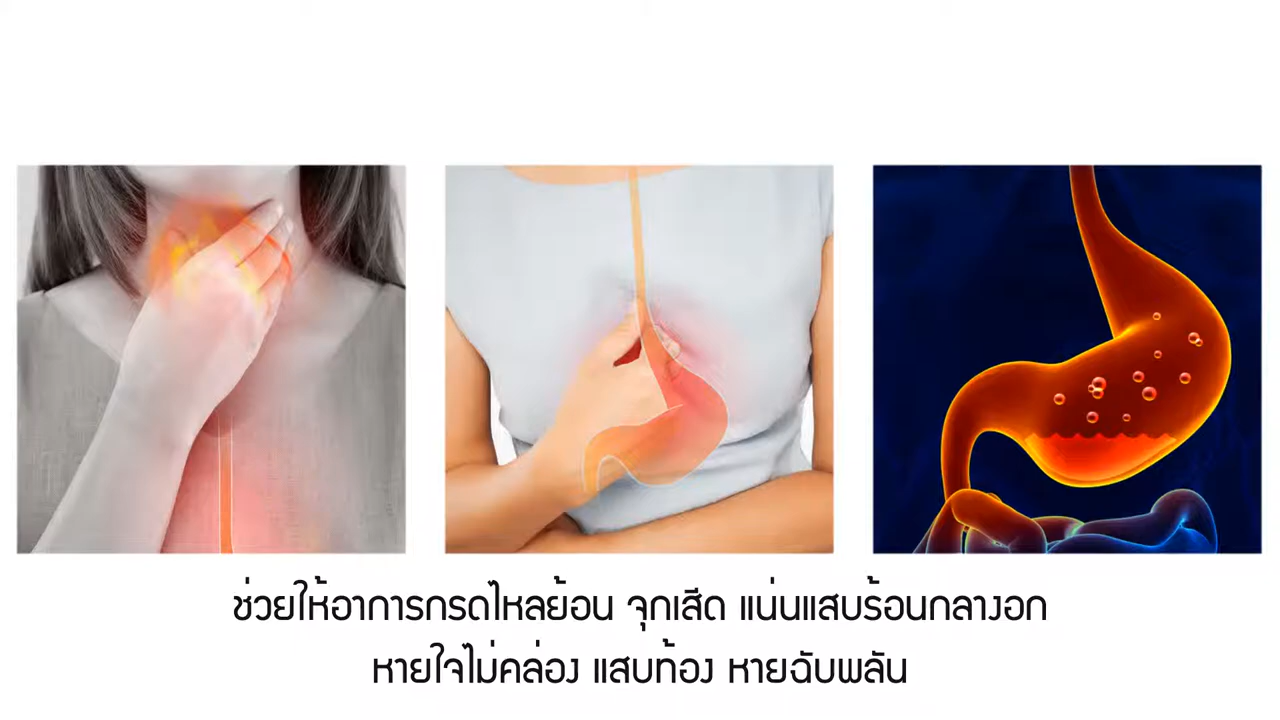 ช่วยให้อาการกรดไหลย้อน จุกเสีด แน่นแสบร้อนกลางอก
หายใจไม่คล่อง แสบท้อง หายฉับพลัน